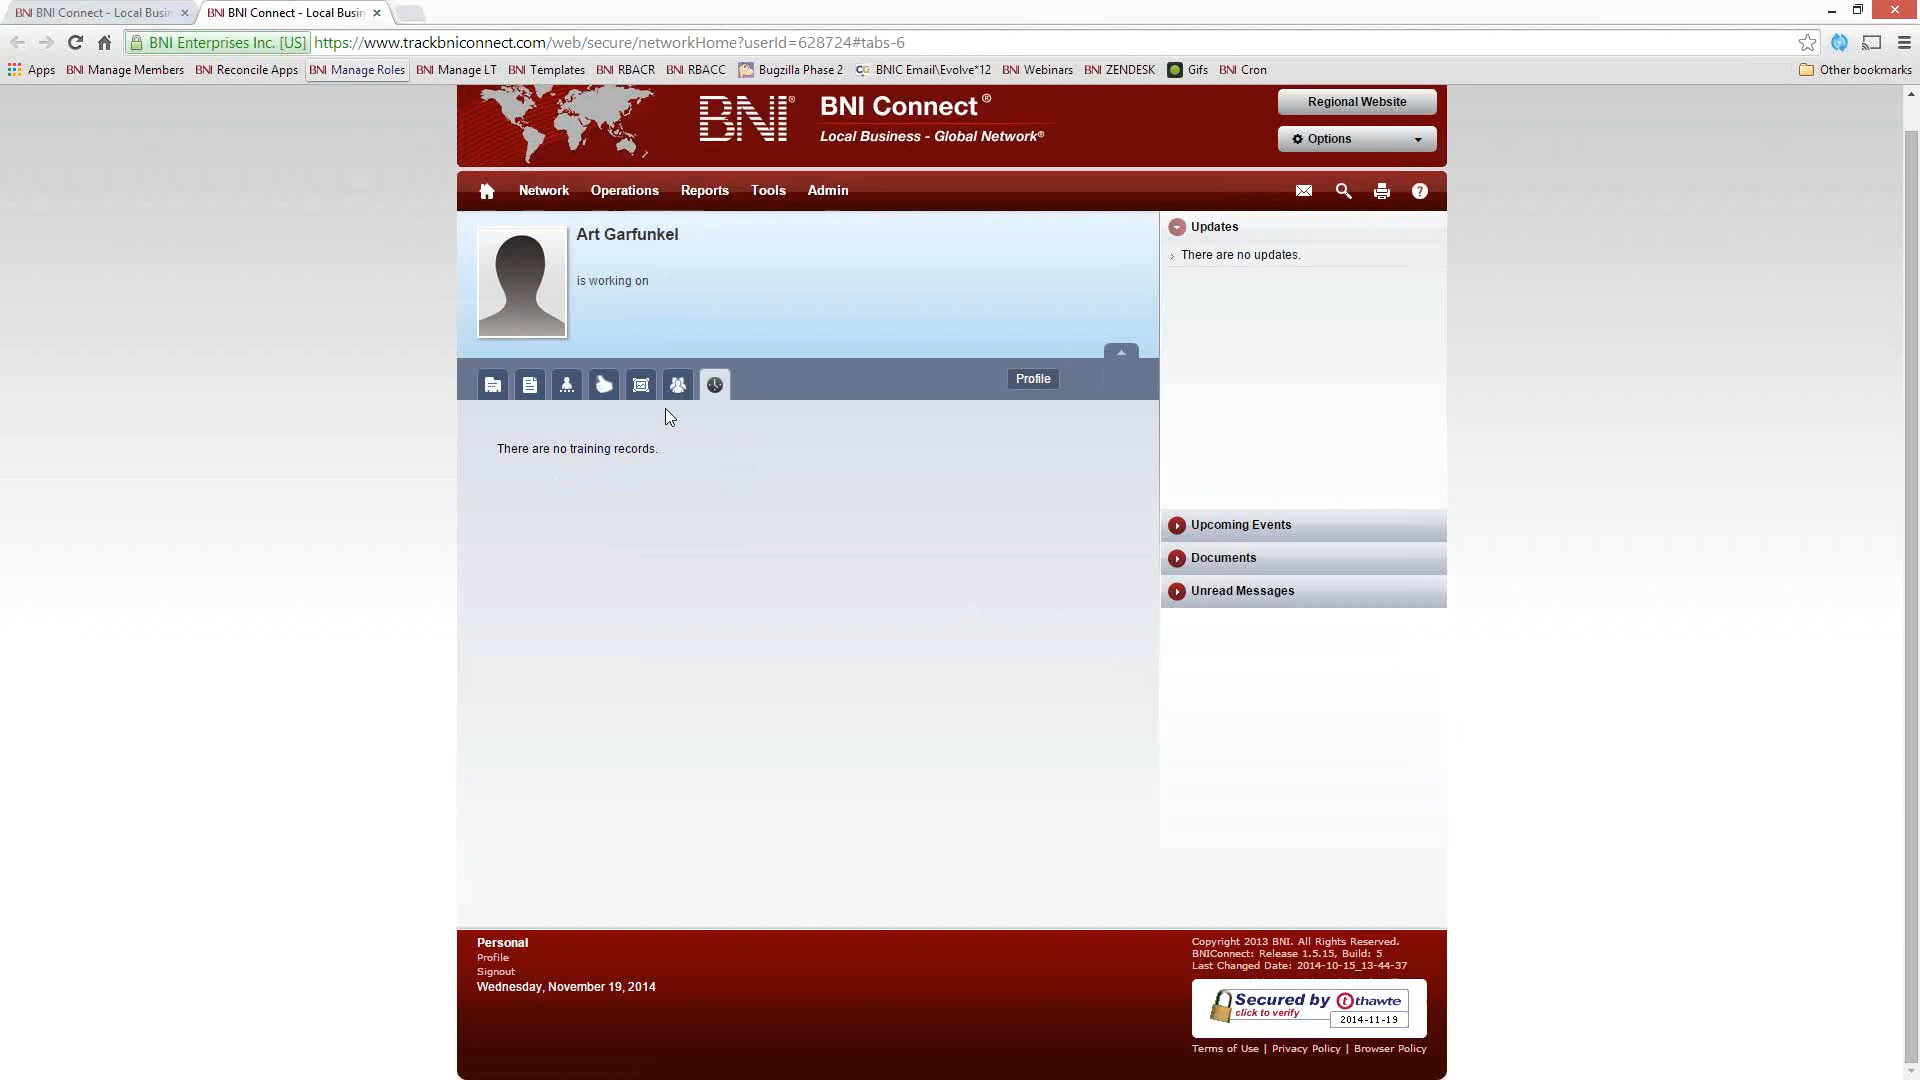 BNI BNI Connect - Local Busin
BNI BNI Connect - Local Busin
BNI Enterprises Inc. [US] https://www.trackbniconnect.com/web/secure/networkHome?userId=628724#tabs-6
Apps BNI Manage Members BNI Reconcile Apps BNI Manage Roles BNI Manage LT BNI Templates BNI RBACR BNI RBACC Bugzilla Phase 2 BNIC Email\Evolve*12 BNI Webinars BNI ZENDESK Gifs BNI Cron Other bookmarks
BNI® BNI Connect®
Local Business - Global Network®
Regional Website
Options
Network Operations Reports Tools Admin
Art Garfunkel
is working on
Profile
There are no training records.
Updates
There are no updates.
Upcoming Events
Documents
Unread Messages
Personal
Profile
Signout
Wednesday, November 19, 2014
Copyright 2013 BNI. All Rights Reserved.
BNIConnect: Release 1.5.15, Build: 5
Last Changed Date: 2014-10-15_13-44-37
Secured by thawte
click to verify
2014-11-19
Terms of Use | Privacy Policy | Browser Policy